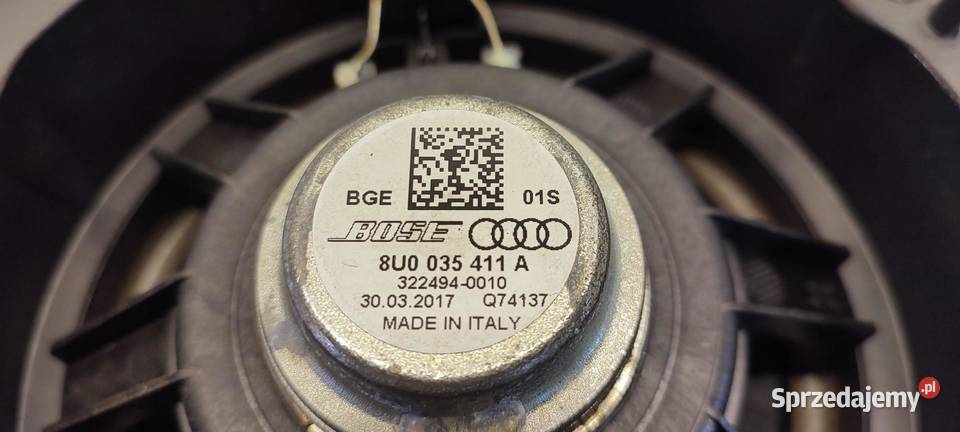 BGE 01S
BOSE
8U0 035 411 A
322494-0010
30.03.2017 Q74137
MADE IN ITALY
Sprzedajemy.pl